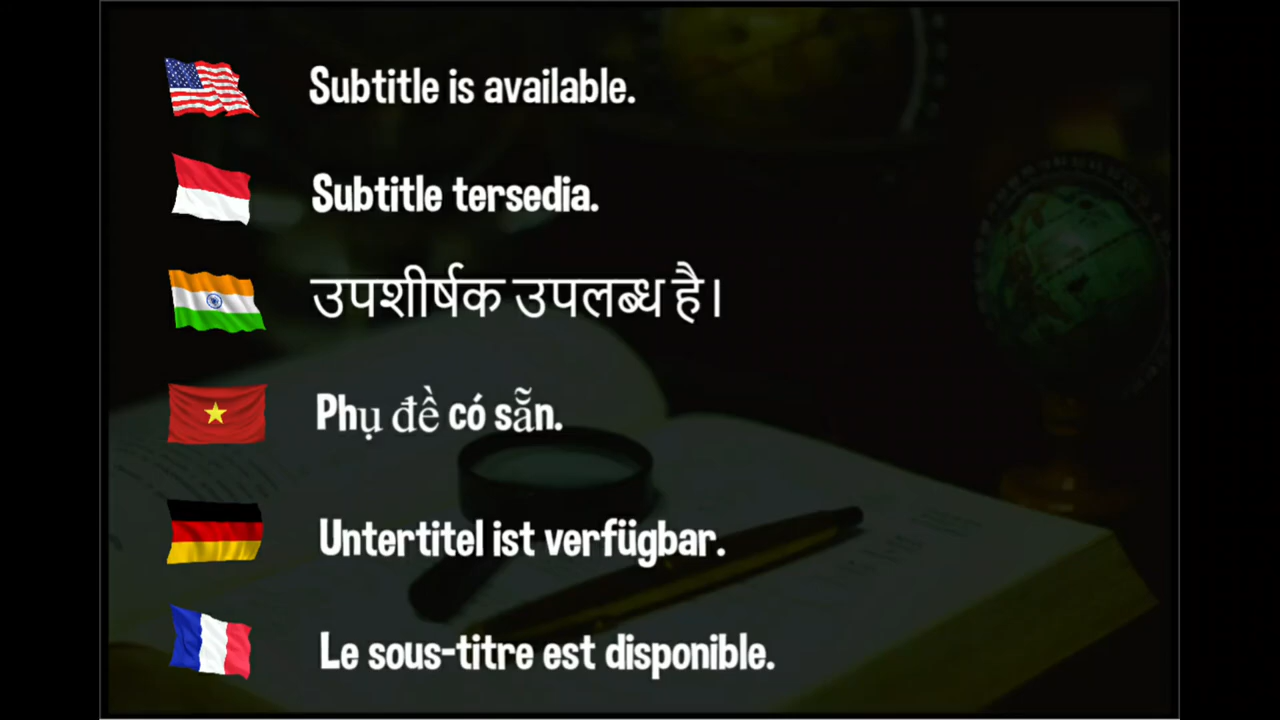 Subtitle is available.
Subtitle tersedia.
उपशीर्षक उपलब्ध है।
Phụ đề có sẵn.
Untertitel ist verfügbar.
Le sous-titre est disponible.